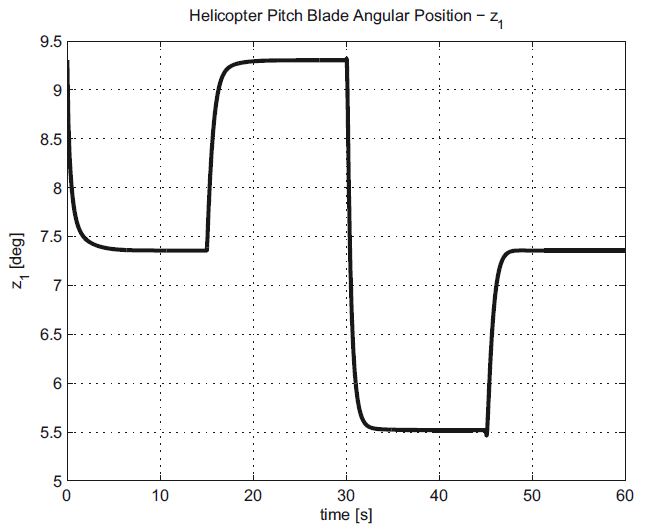 Helicopter Pitch Blade Angular Position − z₁
9.5
9
8.5
8
7.5
7
6.5
6
5.5
5
z₁ [deg]
0 10 20 30 40 50 60
time [s]